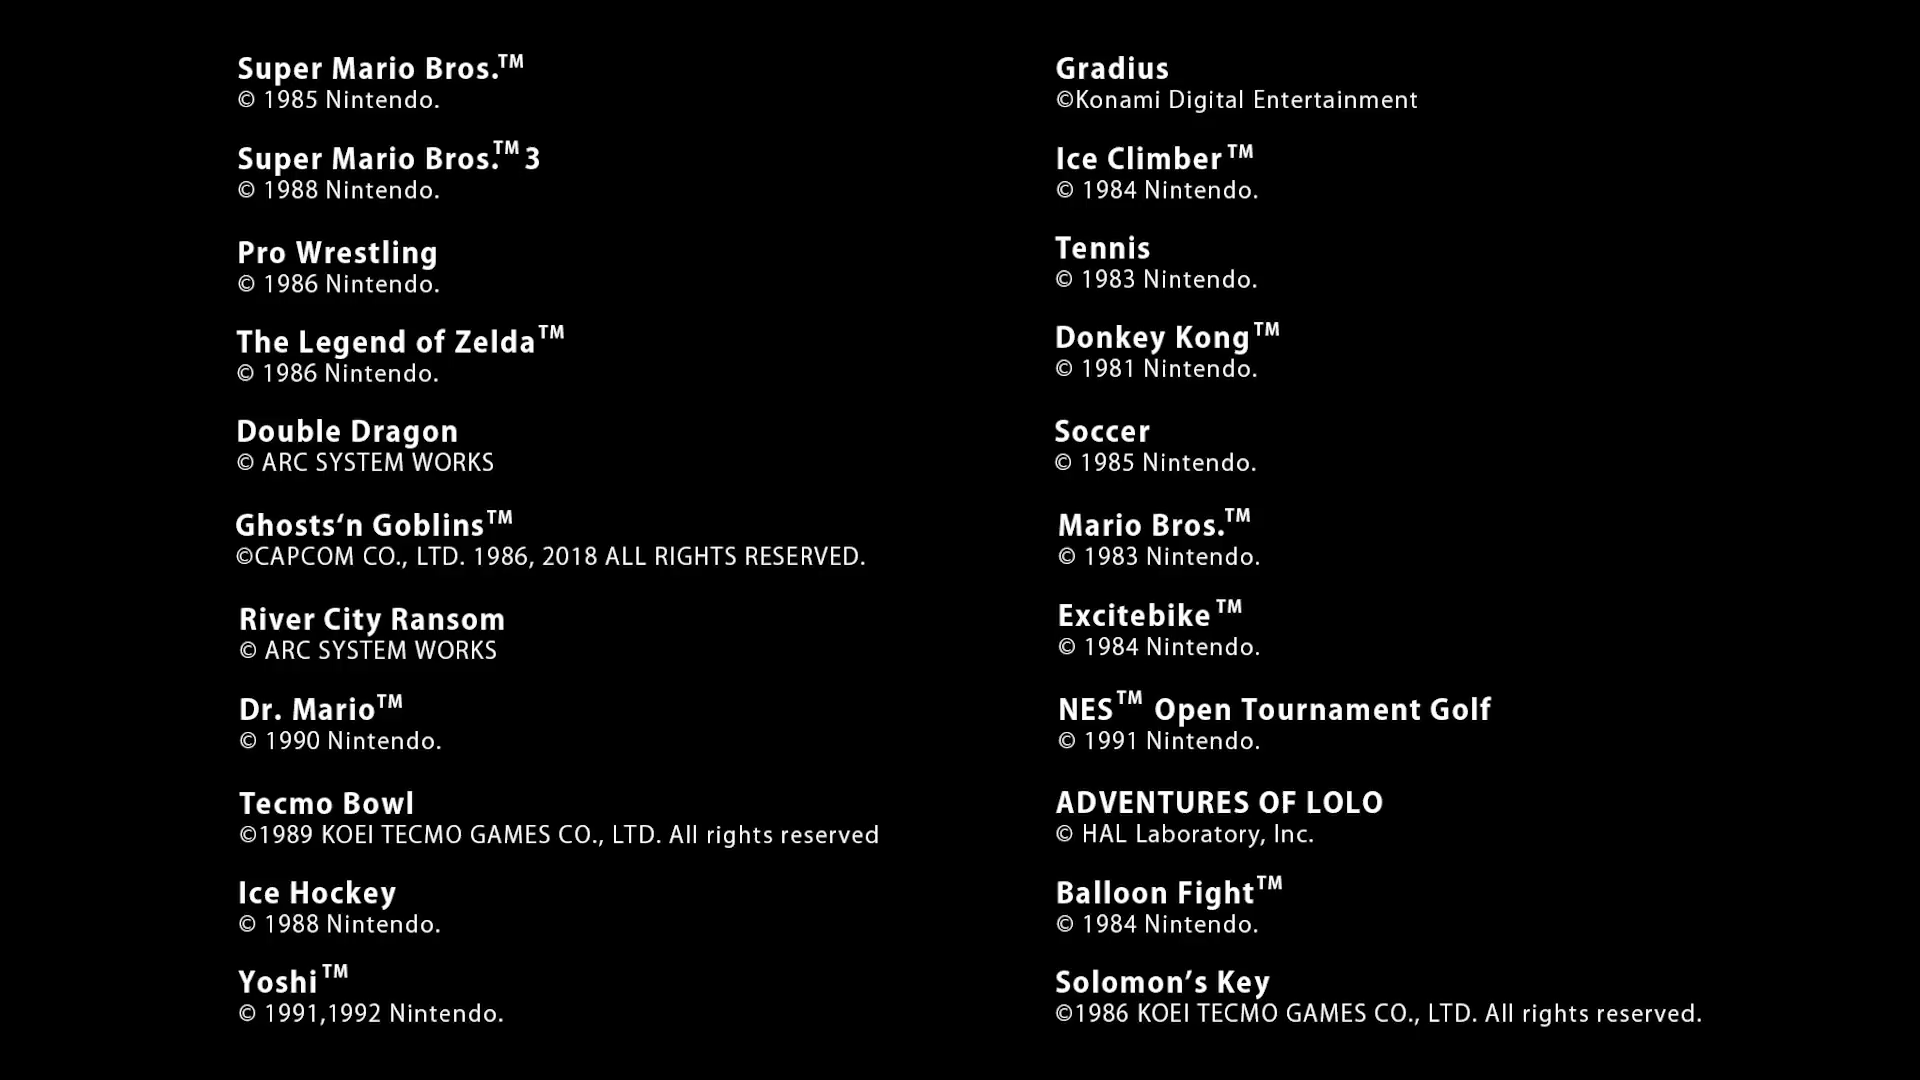 Super Mario Bros.™
© 1985 Nintendo.
Super Mario Bros.™ 3
© 1988 Nintendo.
Pro Wrestling
© 1986 Nintendo.
The Legend of Zelda™
© 1986 Nintendo.
Double Dragon
© ARC SYSTEM WORKS
Ghosts‘n Goblins™
©CAPCOM CO., LTD. 1986, 2018 ALL RIGHTS RESERVED.
River City Ransom
© ARC SYSTEM WORKS
Dr. Mario™
© 1990 Nintendo.
Tecmo Bowl
©1989 KOEI TECMO GAMES CO., LTD. All rights reserved
Ice Hockey
© 1988 Nintendo.
Yoshi™
© 1991,1992 Nintendo.
Gradius
©Konami Digital Entertainment
Ice Climber™
© 1984 Nintendo.
Tennis
© 1983 Nintendo.
Donkey Kong™
© 1981 Nintendo.
Soccer
© 1985 Nintendo.
Mario Bros.™
© 1983 Nintendo.
Excitebike™
© 1984 Nintendo.
NES™ Open Tournament Golf
© 1991 Nintendo.
ADVENTURES OF LOLO
© HAL Laboratory, Inc.
Balloon Fight™
© 1984 Nintendo.
Solomon’s Key
©1986 KOEI TECMO GAMES CO., LTD. All rights reserved.